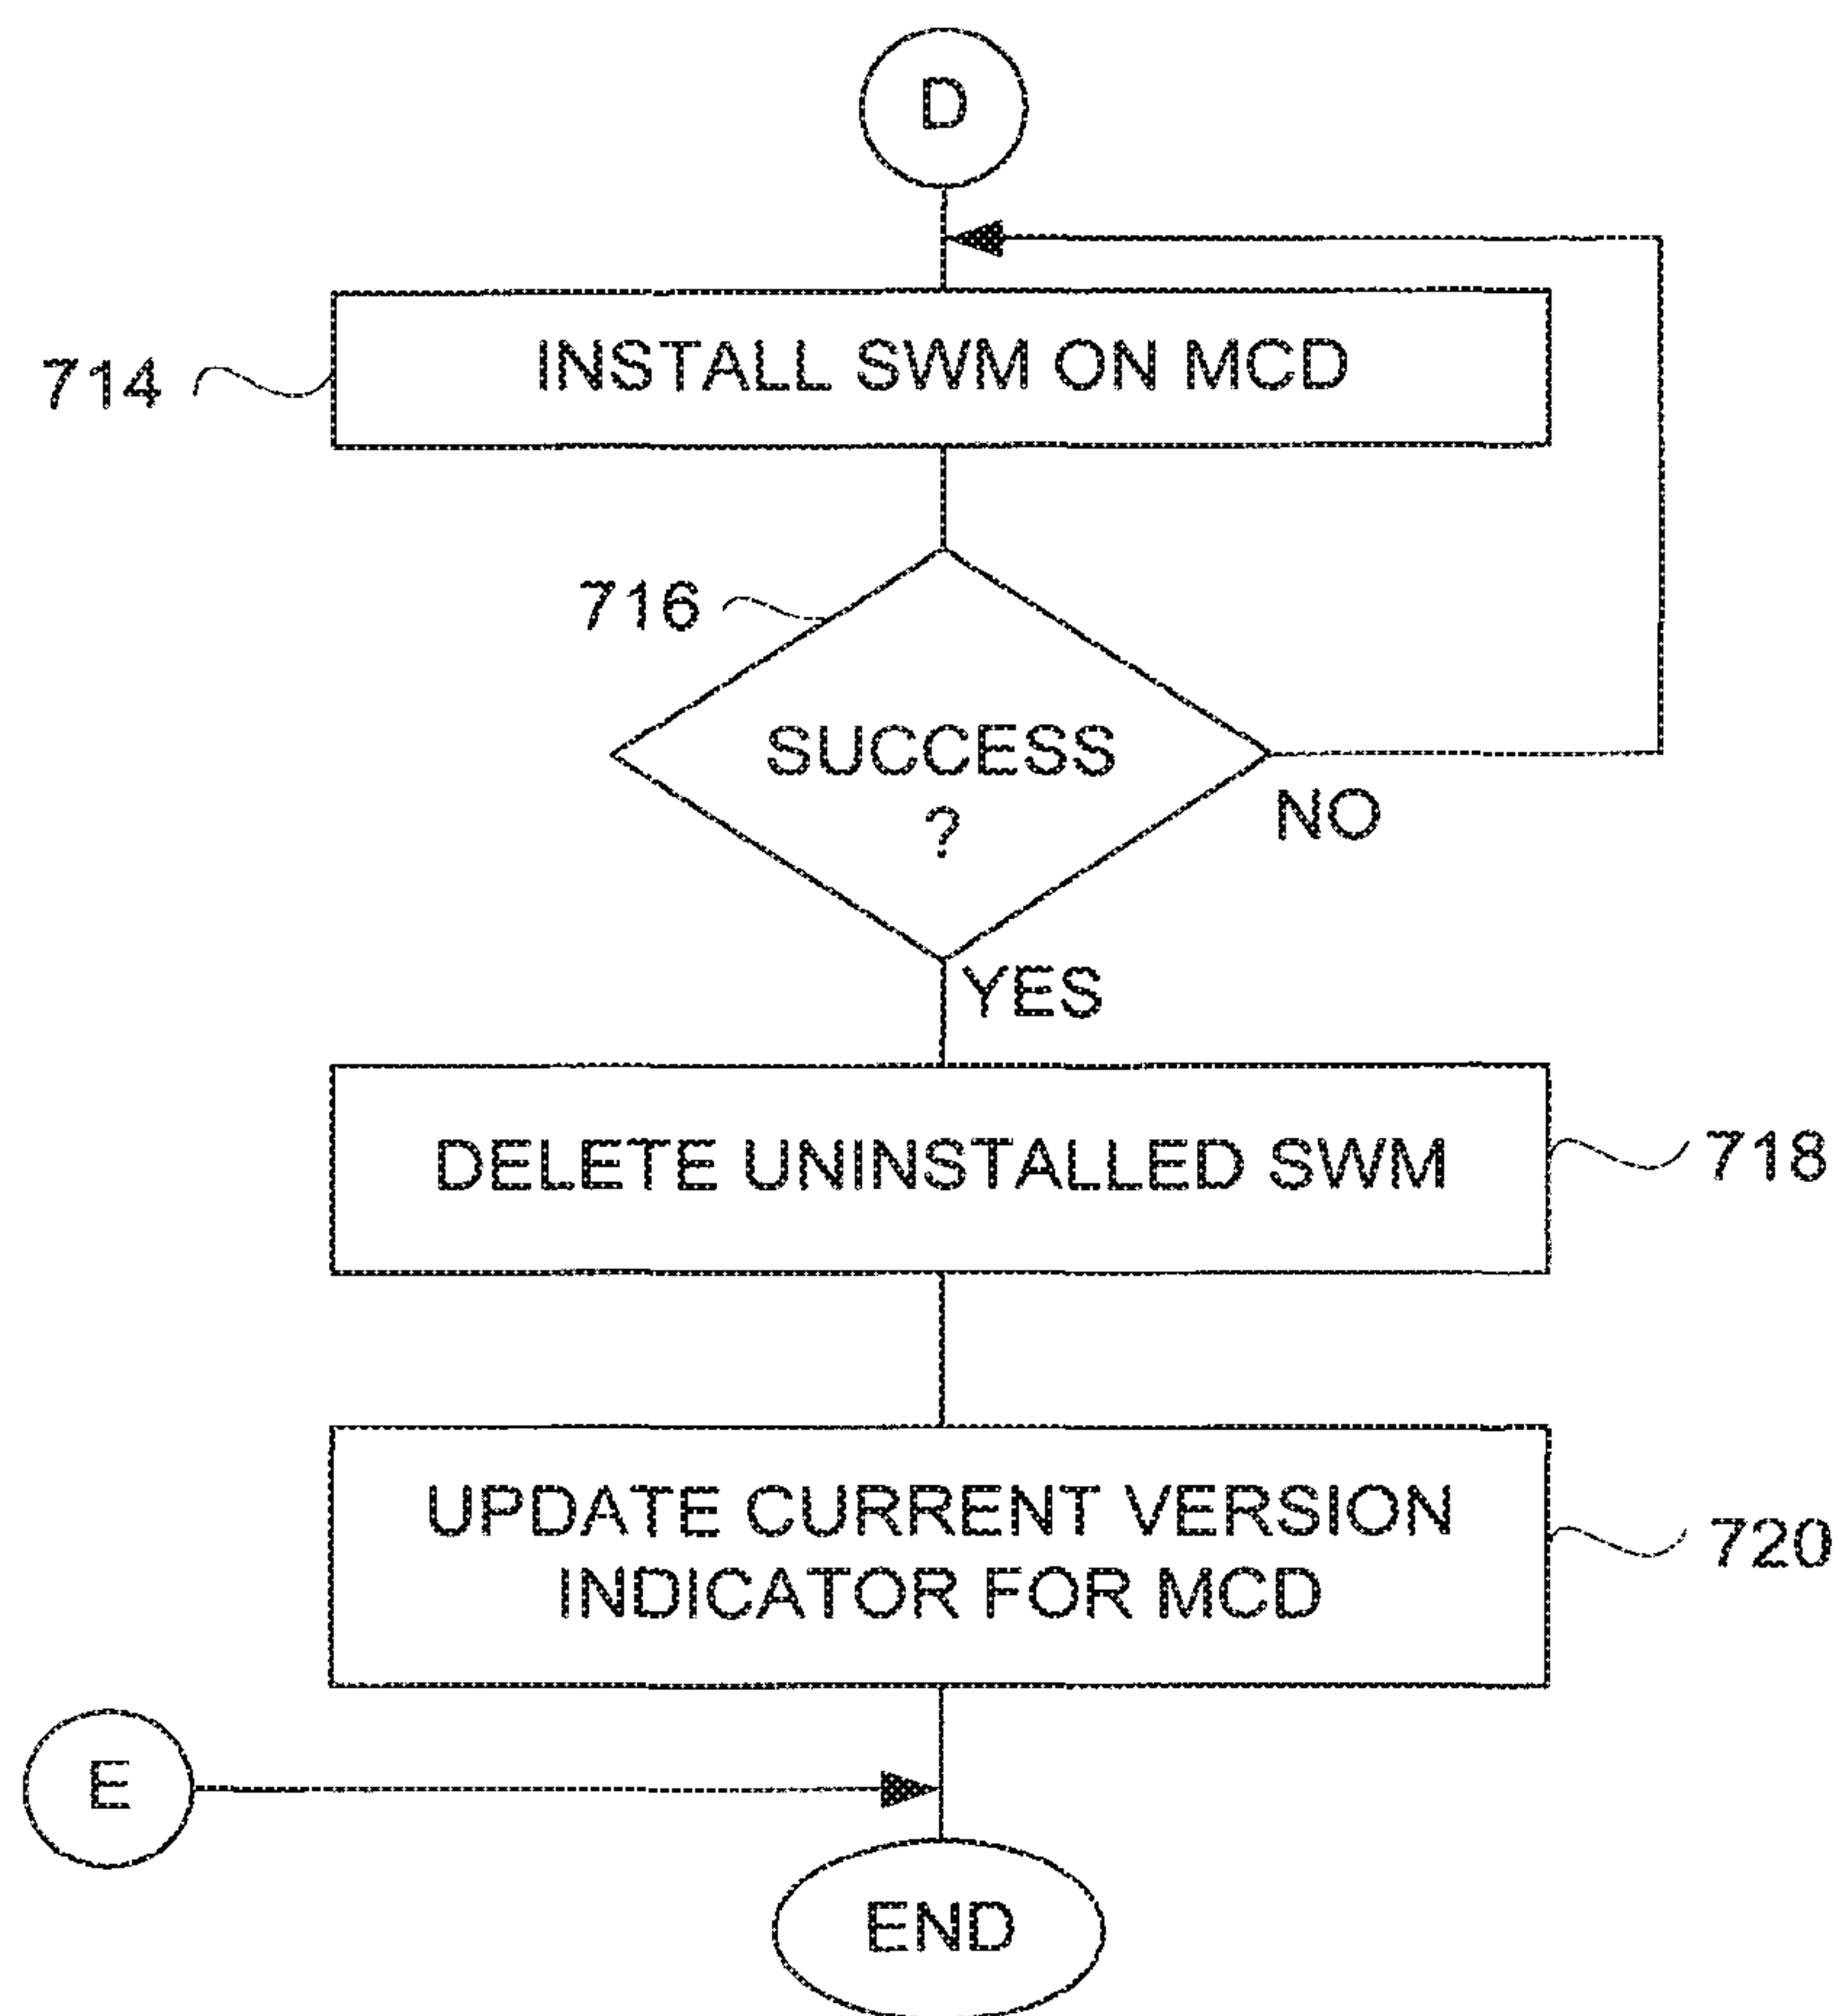 D
INSTALL SWM ON MCD
714
716
SUCCESS
?
NO
YES
DELETE UNINSTALLED SWM
718
UPDATE CURRENT VERSION
INDICATOR FOR MCD
720
E
END